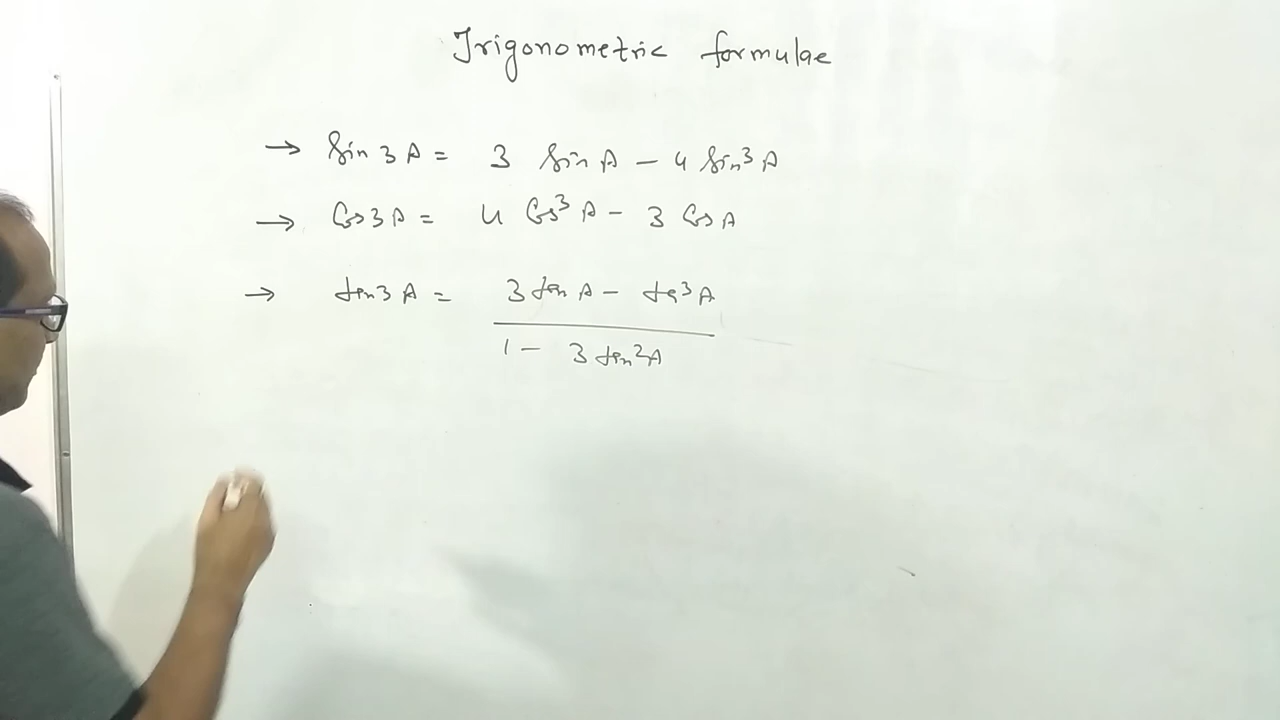 Trigonometric formulae
→ Sin 3A = 3 Sin A - 4 Sin³ A
→ Cos 3A = 4 Cos³ A - 3 Cos A
→ tan 3A = 3 tan A - ta³ A
1 - 3 tan² A